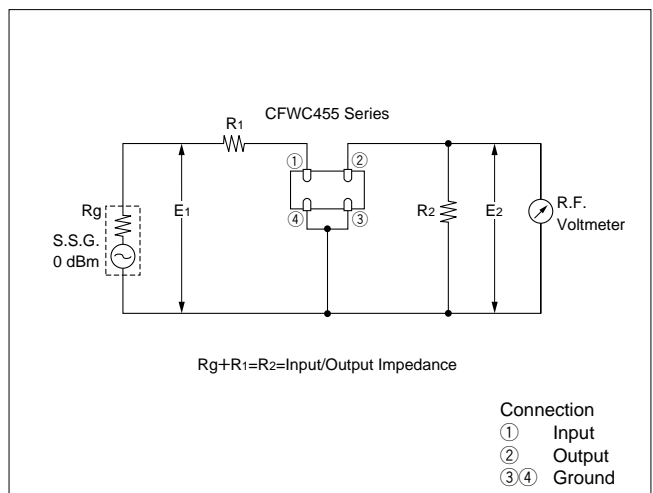 CFWC455 Series
R1
① ②
Rg E1 ④ ③ R2 E2 R.F.
Voltmeter
S.S.G.
0 dBm
Rg+R1=R2=Input/Output Impedance
Connection
① Input
② Output
③④ Ground